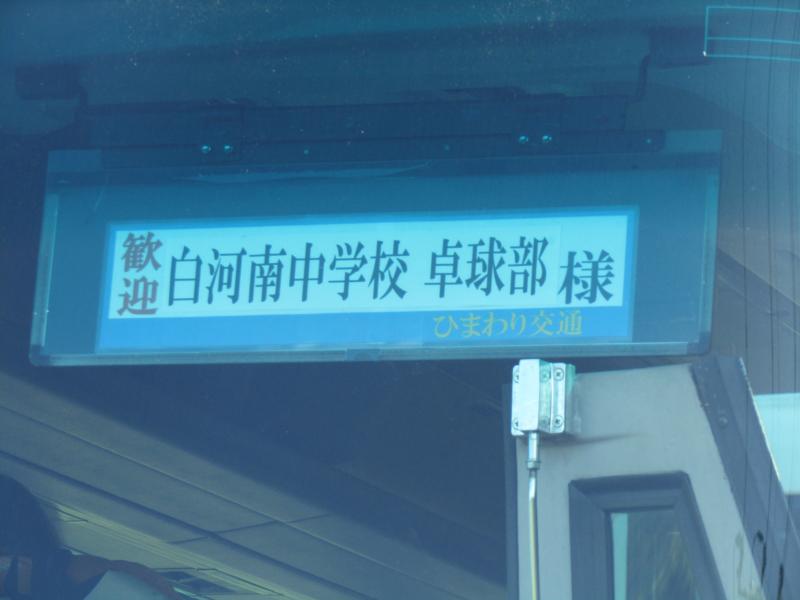 歓迎
白河南中学校 卓球部 様
ひまわり交通